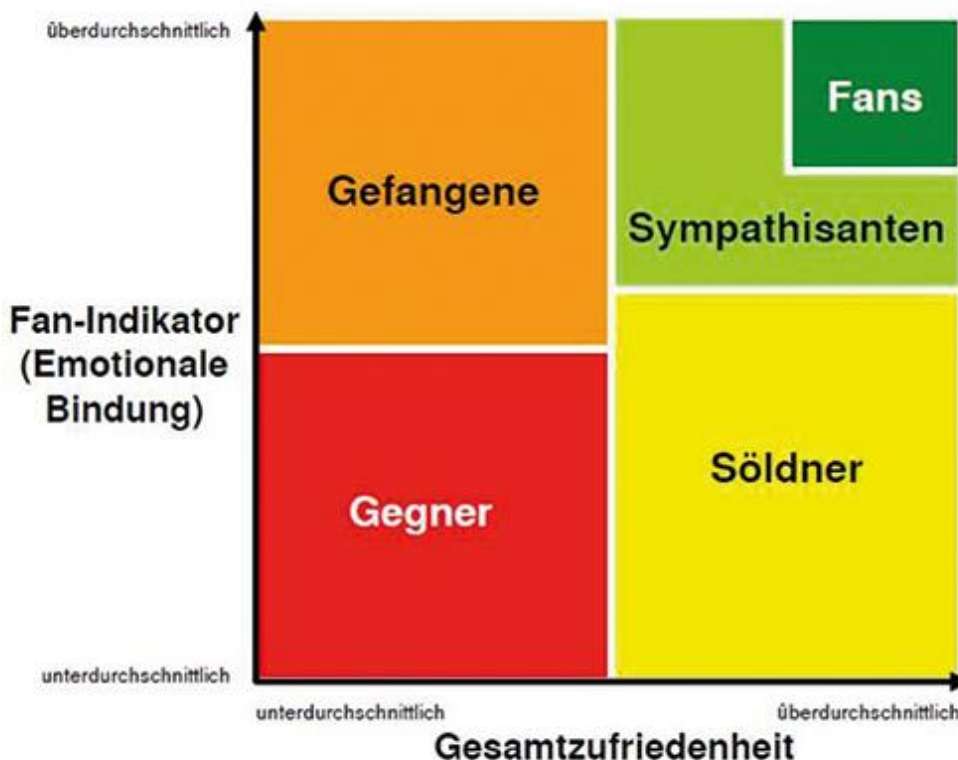 überdurchschnittlich
Fans
Gefangene
Sympathisanten
Fan-Indikator
(Emotionale
Bindung)
Söldner
Gegner
unterdurchschnittlich
unterdurchschnittlich
überdurchschnittlich
Gesamtzufriedenheit